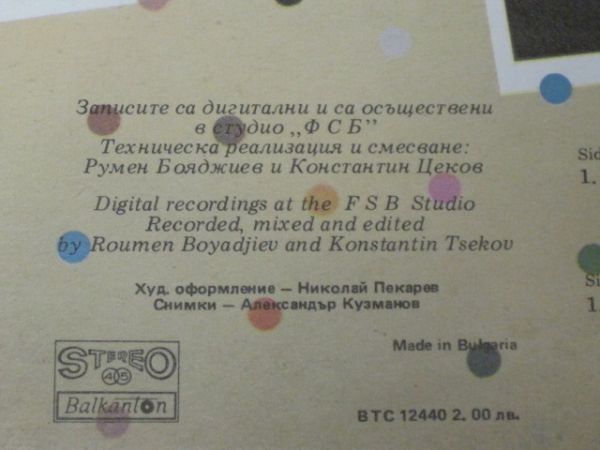 Записите са дигитални и са осъществени
в студио „Ф С Б”
Техническа реализация и смесване:
Румен Бояджиев и Константин Цеков
Digital recordings at the F S B Studio
Recorded, mixed and edited
by Roumen Boyadjiev and Konstantin Tsekov
Худ. оформление – Николай Пекарев
Снимки – Александър Кузманов
Made in Bulgaria
STEREO
45
Balkanton
ВТС 12440 2. 00 лв.
Sid
1.
Si
1.